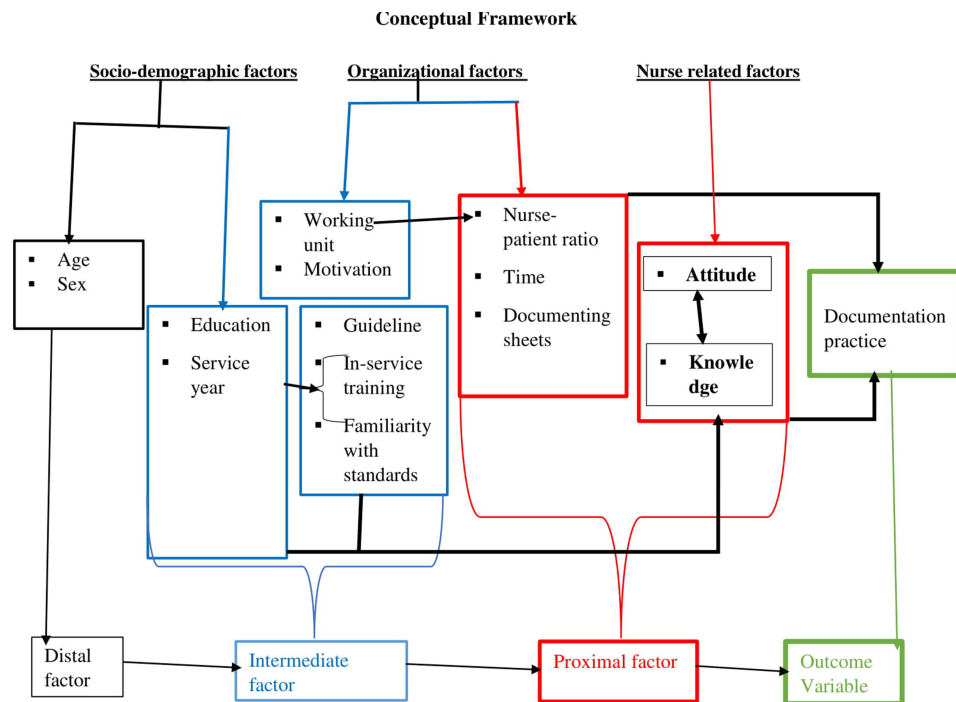 Conceptual Framework
Socio-demographic factors
Organizational factors
Nurse related factors
▪ Age
▪ Sex
▪ Education
▪ Service
year
▪ Working
unit
▪ Motivation
▪ Guideline
▪ In-service
training
▪ Familiarity
with
standards
▪ Nurse-
patient ratio
▪ Time
▪ Documenting
sheets
▪ Attitude
▪ Knowle
dge
Documentation
practice
Distal
factor
Intermediate
factor
Proximal factor
Outcome
Variable